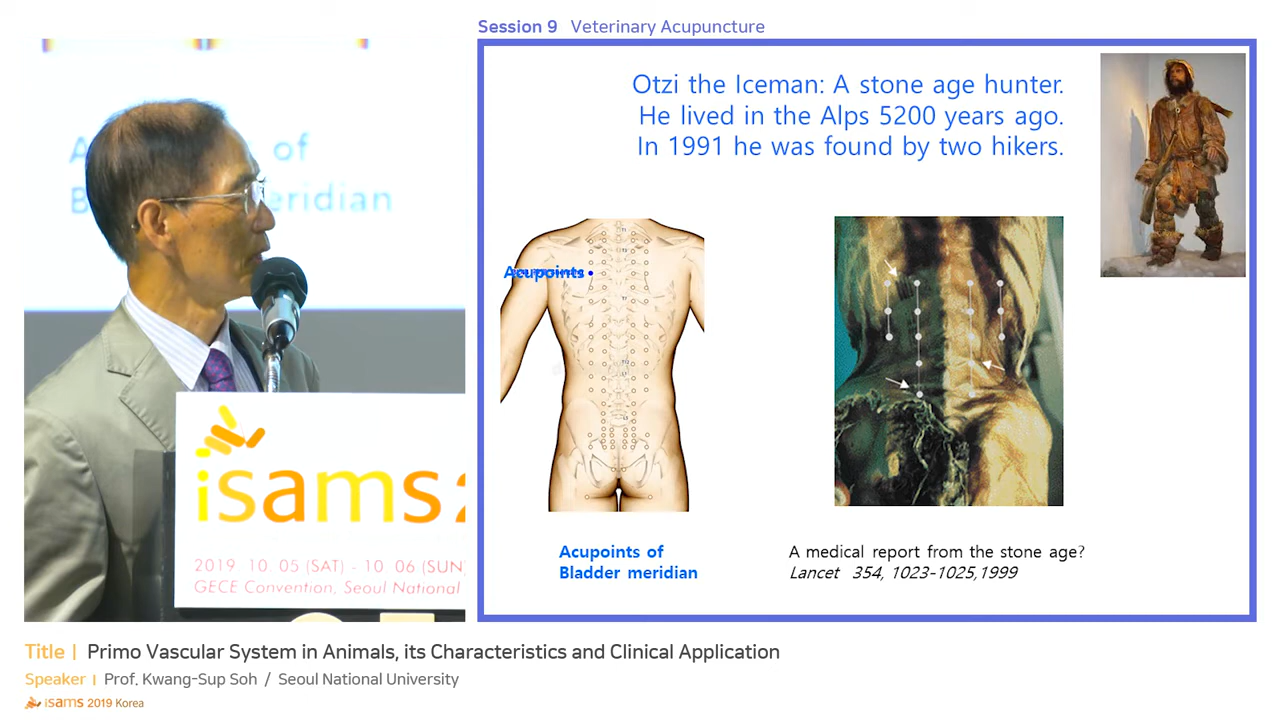 Session 9 Veterinary Acupuncture
of
eridian
isams 2
2019. 10. 05 (SAT) - 10. 06 (SUN)
GECE Convention, Seoul National
Otzi the Iceman: A stone age hunter.
He lived in the Alps 5200 years ago.
In 1991 he was found by two hikers.
Acupoints
Acupoints of
Bladder meridian
A medical report from the stone age?
Lancet 354, 1023-1025,1999
Title | Primo Vascular System in Animals, its Characteristics and Clinical Application
Speaker | Prof. Kwang-Sup Soh / Seoul National University
isams 2019 Korea